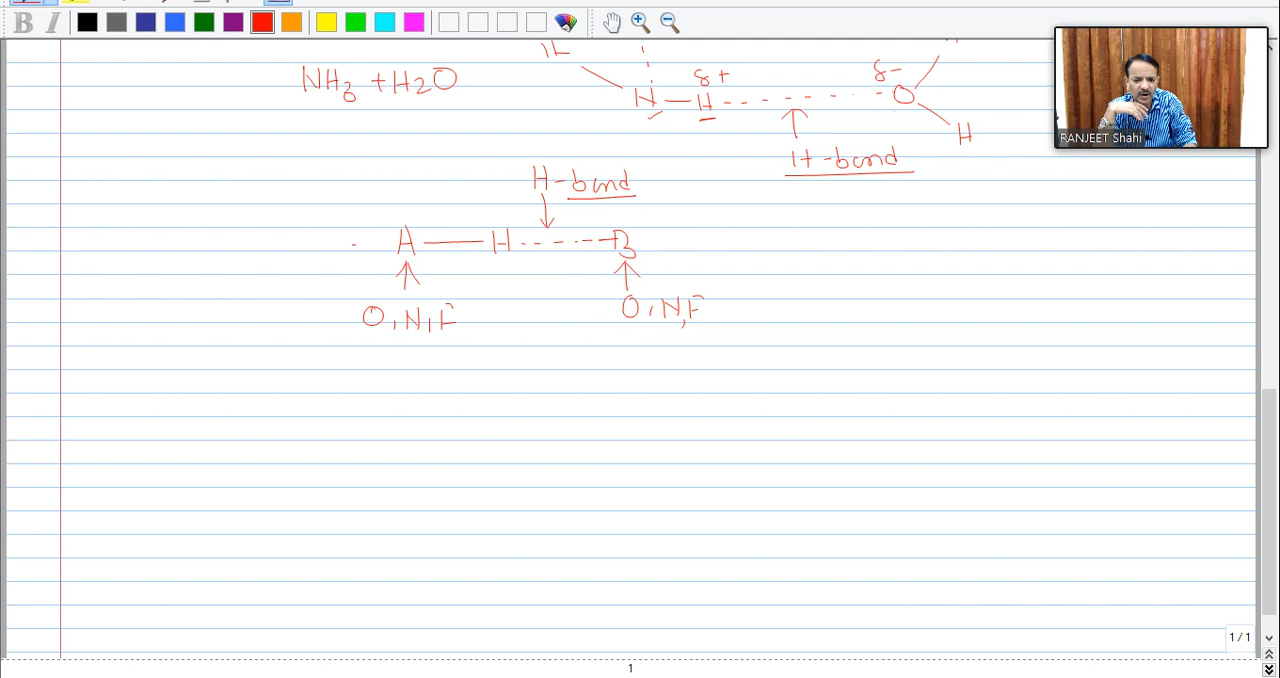 B I
NH3 + H2O
δ+ δ-
N — H - - - - - - O
H
H-bond
H-bond
A —— H - - - - - B
O, N, F O, N, F
RANJEET Shahi
1 / 1
1